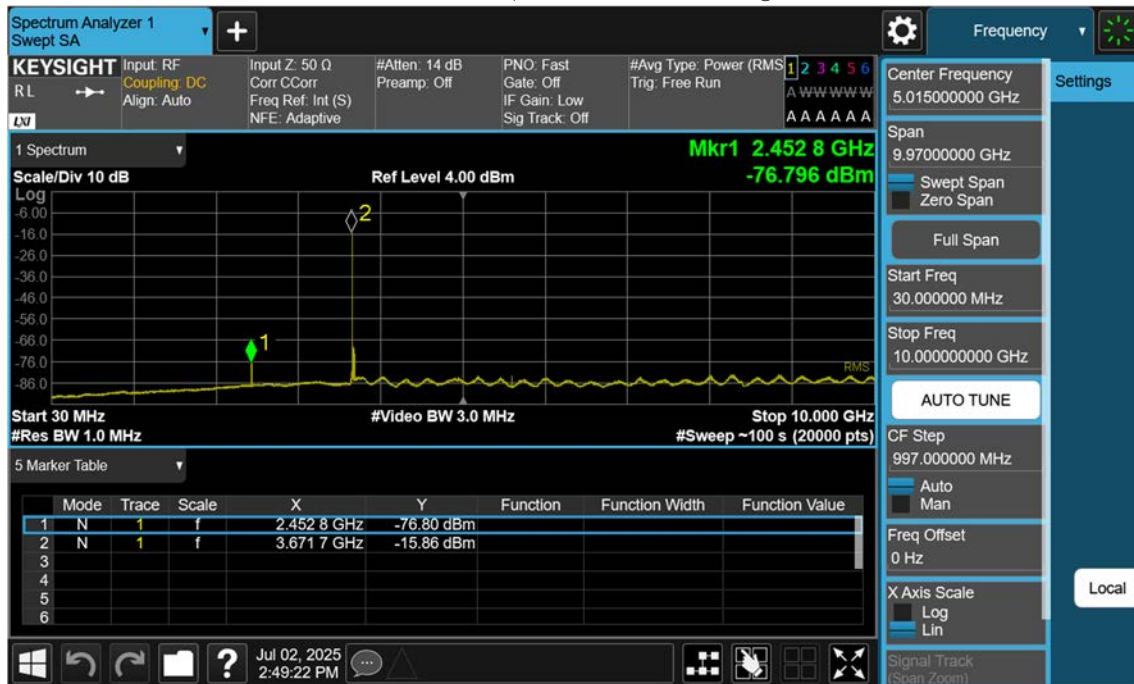 Spectrum Analyzer 1
Swept SA
+
Frequency
KEYSIGHT
RL
LXI
Input: RF
Coupling: DC
Align: Auto
Input Z: 50 Ω
Corr CCorr
Freq Ref: Int (S)
NFE: Adaptive
#Atten: 14 dB
Preamp: Off
PNO: Fast
Gate: Off
IF Gain: Low
Sig Track: Off
#Avg Type: Power (RMS
Trig: Free Run
1 2 3 4 5 6
A W W W W W
A A A A A A
1 Spectrum
Mkr1 2.452 8 GHz
Scale/Div 10 dB
Ref Level 4.00 dBm
-76.796 dBm
Log
-6.00
-16.0
-26.0
-36.0
-46.0
-56.0
-66.0
-76.0
-86.0
2
1
RMS
Start 30 MHz
#Video BW 3.0 MHz
Stop 10.000 GHz
#Res BW 1.0 MHz
#Sweep ~100 s (20000 pts)
5 Marker Table
Mode Trace Scale X Y Function Function Width Function Value
1 N 1 f 2.452 8 GHz -76.80 dBm
2 N 1 f 3.671 7 GHz -15.86 dBm
3
4
5
6
?
Jul 02, 2025
2:49:22 PM
Center Frequency
5.015000000 GHz
Settings
Span
9.97000000 GHz
Swept Span
Zero Span
Full Span
Start Freq
30.000000 MHz
Stop Freq
10.000000000 GHz
AUTO TUNE
CF Step
997.000000 MHz
Auto
Man
Freq Offset
0 Hz
X Axis Scale
Log
Lin
Local
Signal Track
(Span Zoom)